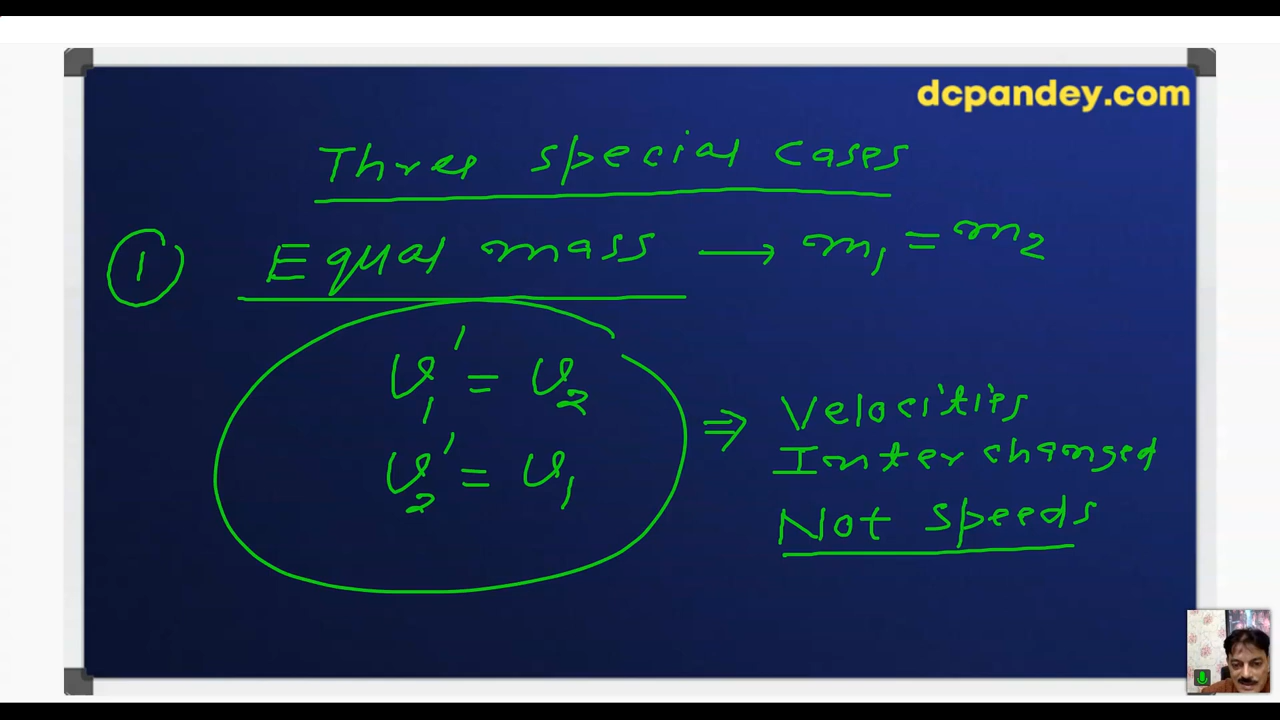 dcpandey.com
Three special cases
① Equal mass → m₁ = m₂
v₁' = v₂
v₂' = v₁
⇒ Velocities
Interchanged
Not speeds